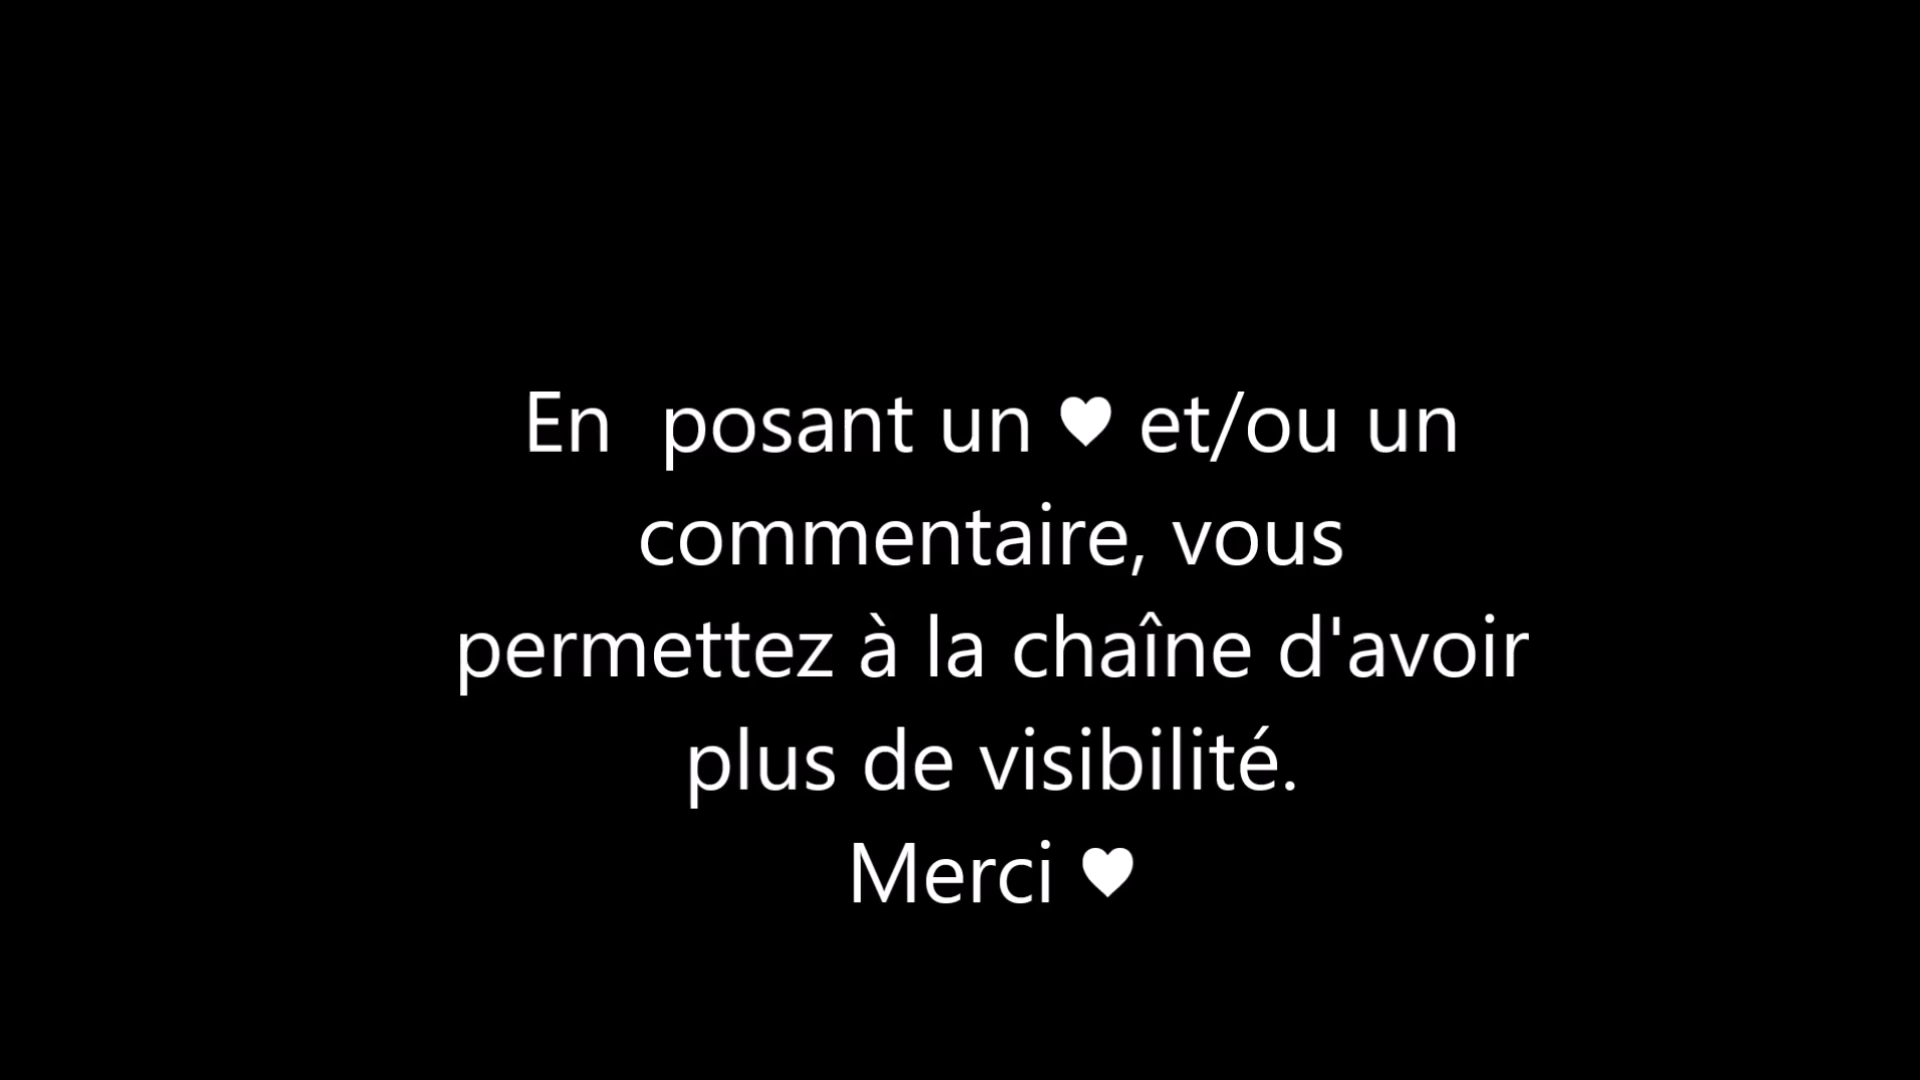 En  posant un ♥ et/ou un
commentaire, vous
permettez à la chaîne d'avoir
plus de visibilité.
Merci ♥